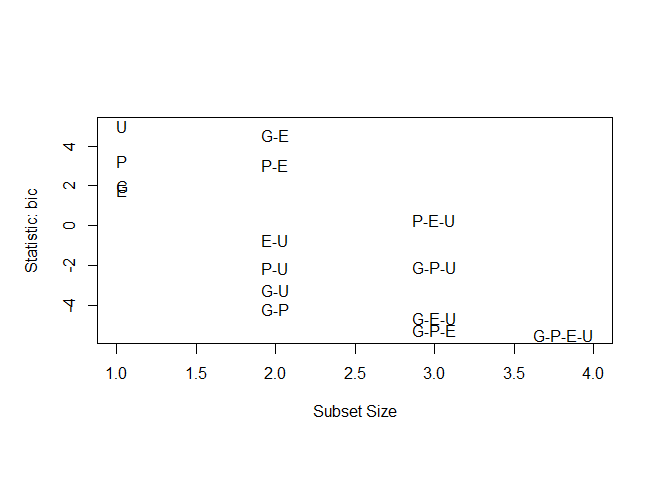 U
G-E
P
P-E
G
E
P-E-U
E-U
P-U
G-P-U
G-U
G-P
G-E-U
G-P-E
G-P-E-U
4
2
0
-2
-4
Statistic: bic
1.0 1.5 2.0 2.5 3.0 3.5 4.0
Subset Size